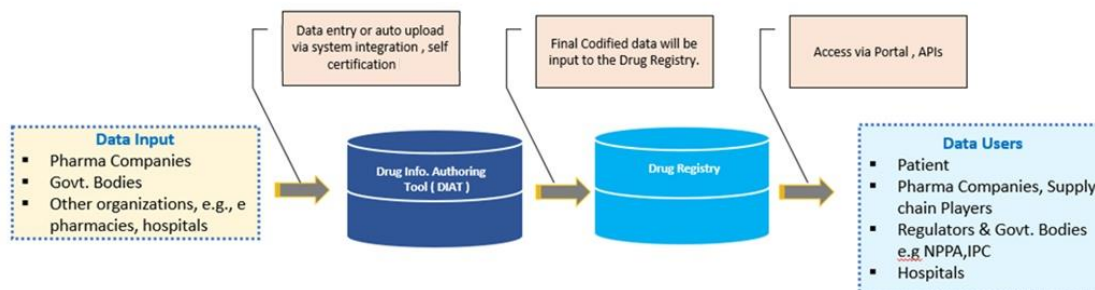 Data entry or auto upload
via system integration , self
certification
Final Codified data will be
input to the Drug Registry.
Access via Portal , APIs
Data Input
▪ Pharma Companies
▪ Govt. Bodies
▪ Other organizations, e.g., e
pharmacies, hospitals
Drug Info. Authoring
Tool ( DIAT )
Drug Registry
Data Users
▪ Patient
▪ Pharma Companies, Supply
chain Players
▪ Regulators & Govt. Bodies
e.g NPPA,IPC
▪ Hospitals